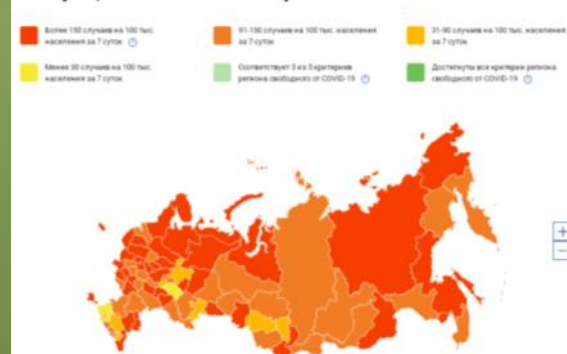 Более 150 случаев на 100 тыс.
населения за 7 суток
91-150 случаев на 100 тыс. населения
за 7 суток
31-90 случаев на 100 тыс. населения
за 7 суток
Менее 30 случаев на 100 тыс.
населения за 7 суток
Соответствует 3 из 5 критериев
региона свободного от COVID-19
Достигнуты все критерии региона
свободного от COVID-19